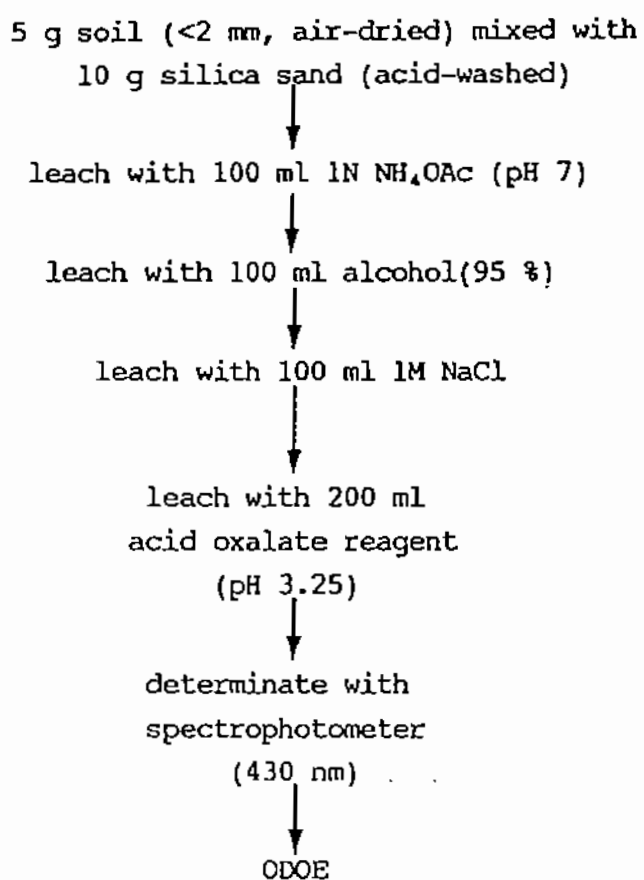 5 g soil (<2 mm, air-dried) mixed with
10 g silica sand (acid-washed)
leach with 100 ml 1N NH₄OAc (pH 7)
leach with 100 ml alcohol(95 %)
leach with 100 ml 1M NaCl
leach with 200 ml
acid oxalate reagent
(pH 3.25)
determinate with
spectrophotometer
(430 nm)
ODOE